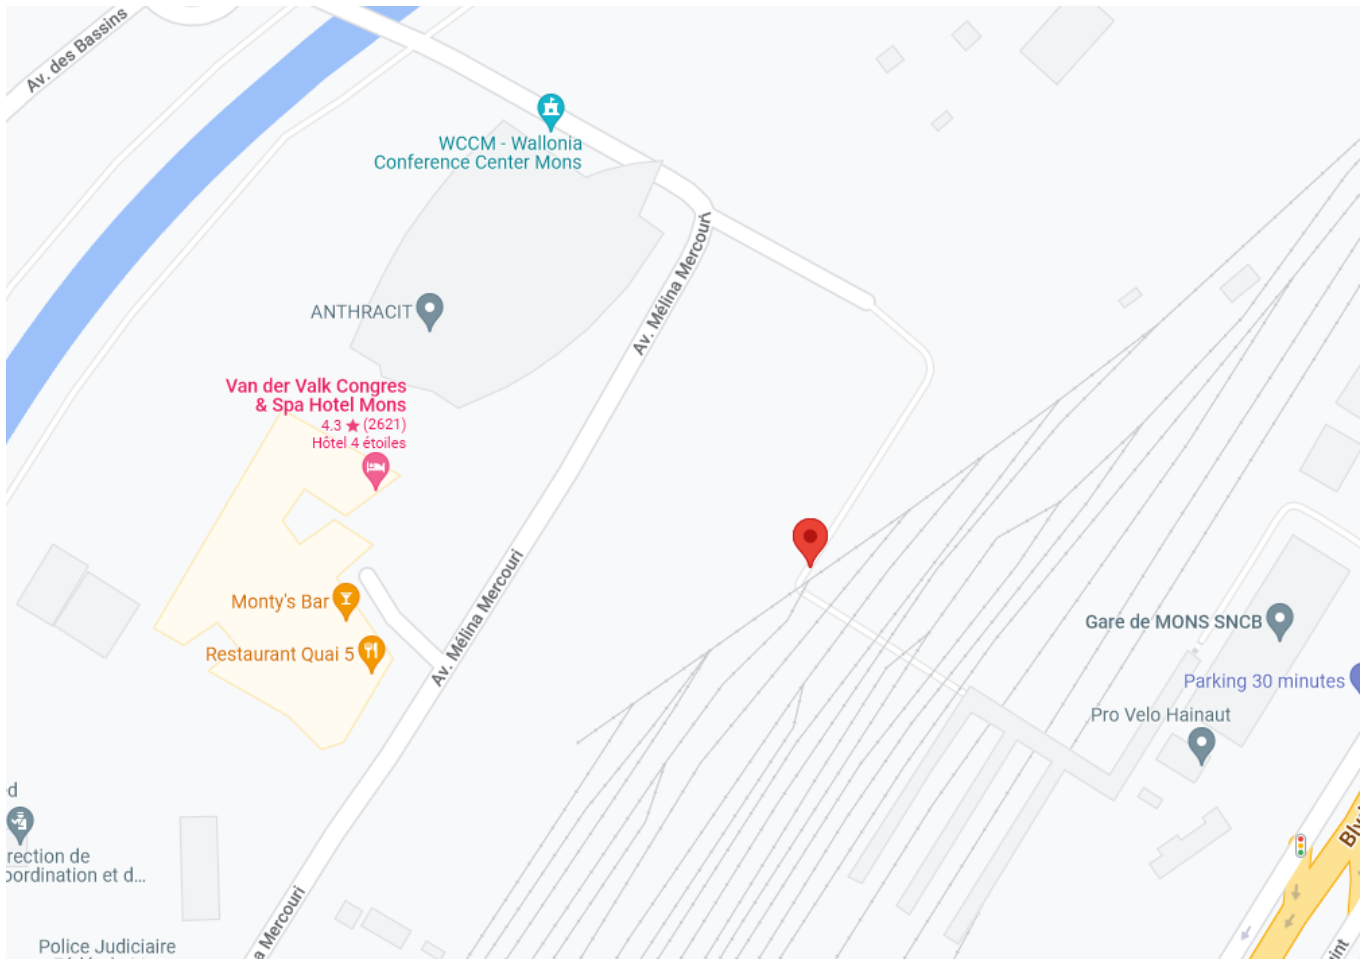 Av. des Bassins
WCCM - Wallonia
Conference Center Mons
Av. Mélina Mercouri
ANTHRACIT
Van der Valk Congres
& Spa Hotel Mons
4.3 ★ (2621)
Hôtel 4 étoiles
Monty's Bar
Restaurant Quai 5
Av. Mélina Mercouri
Gare de MONS SNCB
Parking 30 minutes
Pro Velo Hainaut
ed
rection de
oordination et d...
a Mercouri
Police Judiciaire